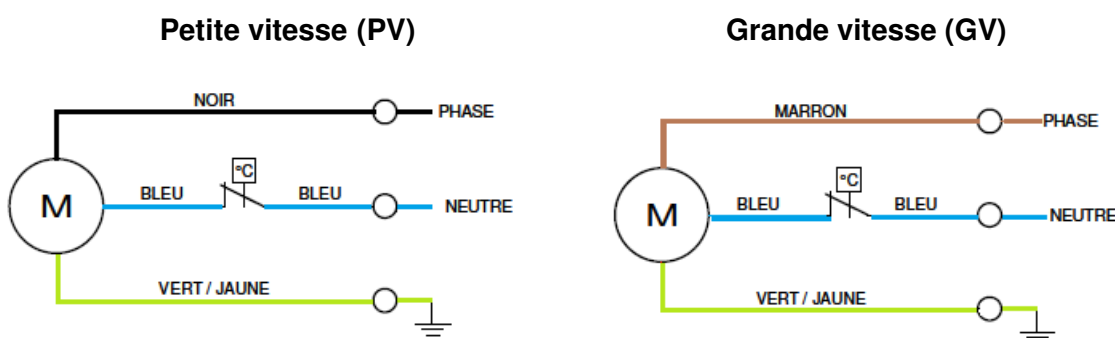 Petite vitesse (PV)
NOIR
PHASE
°C
M
BLEU
BLEU
NEUTRE
VERT / JAUNE
Grande vitesse (GV)
MARRON
PHASE
°C
M
BLEU
BLEU
NEUTRE
VERT / JAUNE